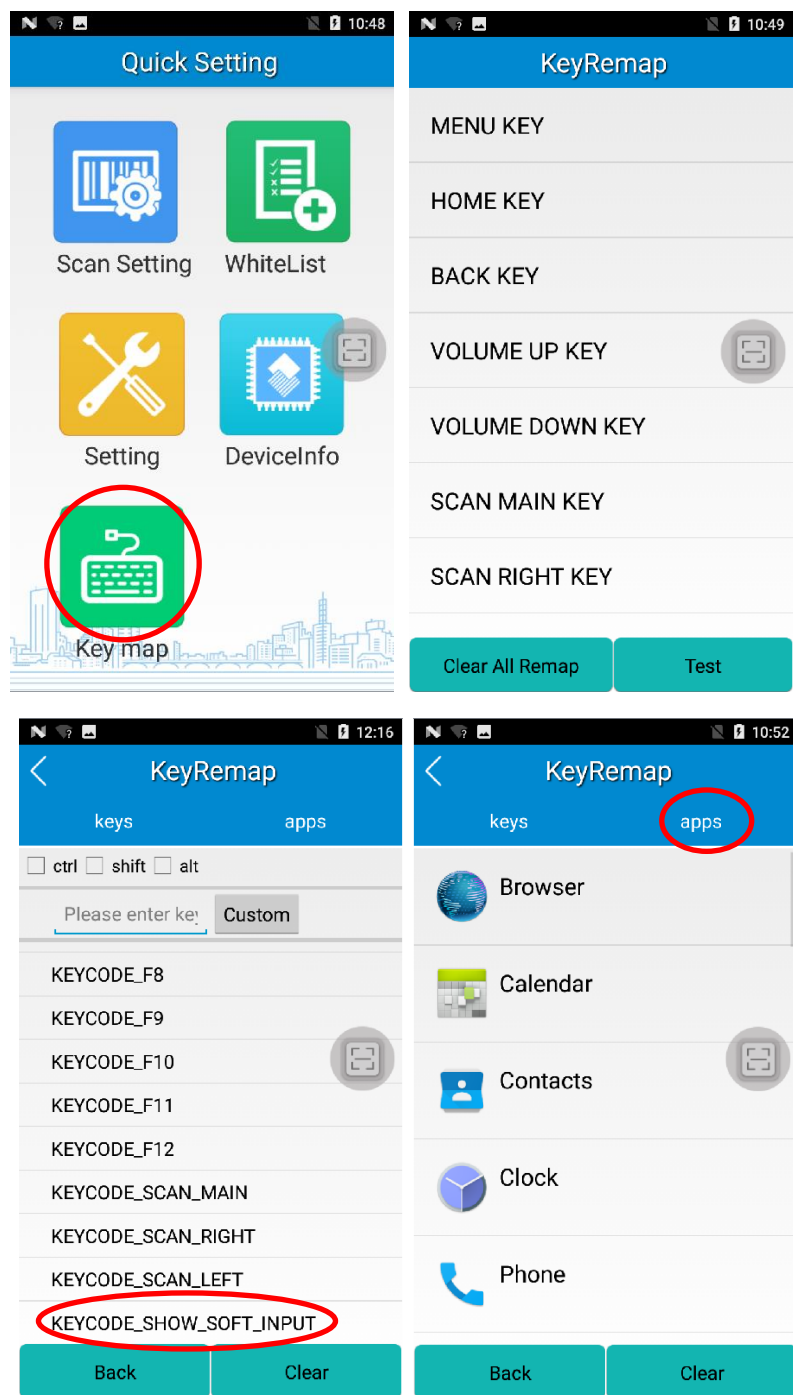 10:48
Quick Setting
Scan Setting
WhiteList
Setting
DeviceInfo
Key map
10:49
KeyRemap
MENU KEY
HOME KEY
BACK KEY
VOLUME UP KEY
VOLUME DOWN KEY
SCAN MAIN KEY
SCAN RIGHT KEY
Clear All Remap
Test
12:16
KeyRemap
keys
apps
ctrl shift alt
Please enter key
Custom
KEYCODE_F8
KEYCODE_F9
KEYCODE_F10
KEYCODE_F11
KEYCODE_F12
KEYCODE_SCAN_MAIN
KEYCODE_SCAN_RIGHT
KEYCODE_SCAN_LEFT
KEYCODE_SHOW_SOFT_INPUT
Back
Clear
10:52
KeyRemap
keys
apps
Browser
Calendar
Contacts
Clock
Phone
Back
Clear